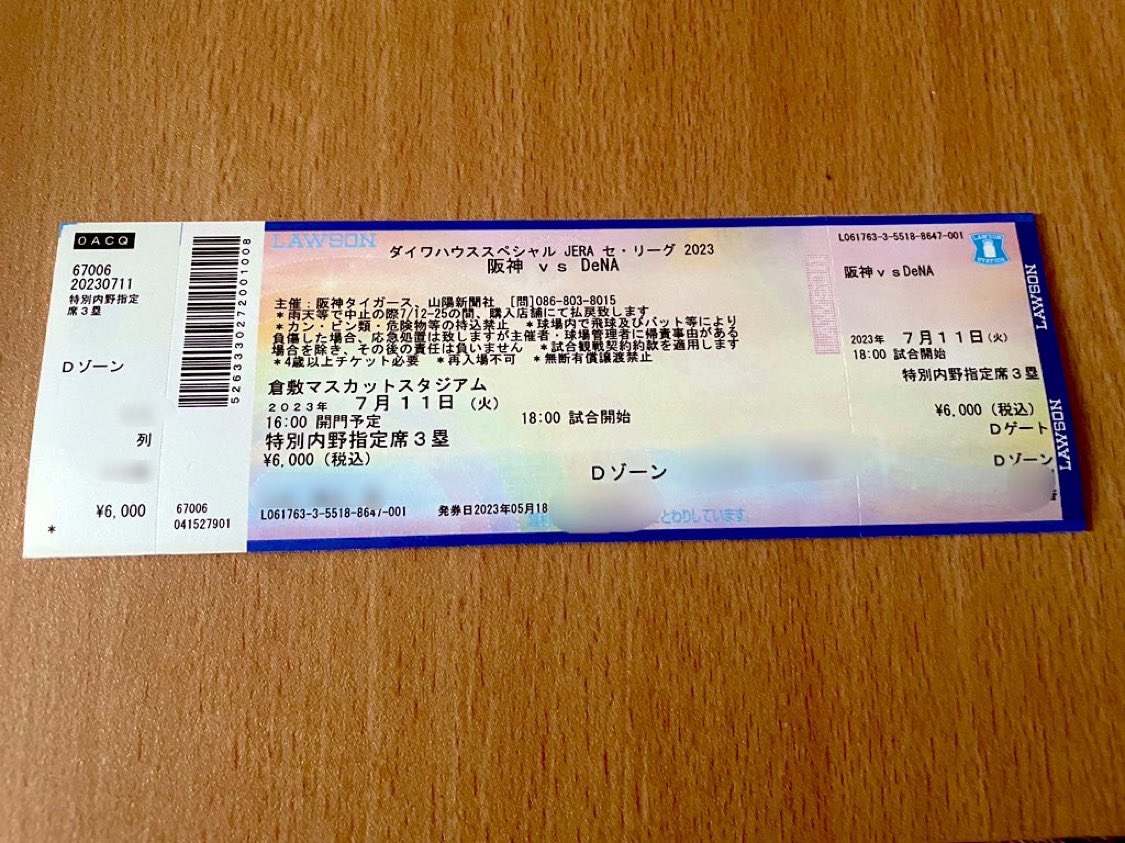 0ACQ
67006
20230711
特別内野指定
席3塁
Dゾーン
列
¥6,000
*
526333302720010008
67006
041527901
LAWSON
ダイワハウススペシャル JERA セ・リーグ 2023
阪神 vs DeNA
主催:阪神タイガース、山陽新聞社 [問]086-803-8015
*雨天等で中止の際7/12-25の間、購入店舗にて払戻致します
*カン・ビン類・危険物等の持込禁止 *球場内で飛球及びバット等により
負傷した場合、応急処置は致しますが主催者・球場管理者に帰責事由がある
場合を除き、その後の責任は負いません *試合観戦契約約款を適用します
*4歳以上チケット必要 *再入場不可 *無断有償譲渡禁止
倉敷マスカットスタジアム
2023年 7月11日(火)
16:00 開門予定 18:00 試合開始
特別内野指定席3塁
¥6,000(税込)
Dゾーン
L061763-3-5518-8647-001 発券日2023年05月18
とわりしています
L061763-3-5518-8647-001
LAWSON
STATION
阪神vsDeNA
2023年 7月11日(火)
18:00 試合開始
特別内野指定席3塁
¥6,000(税込)
Dゲート
Dゾーン
LAWSON
LAWSON